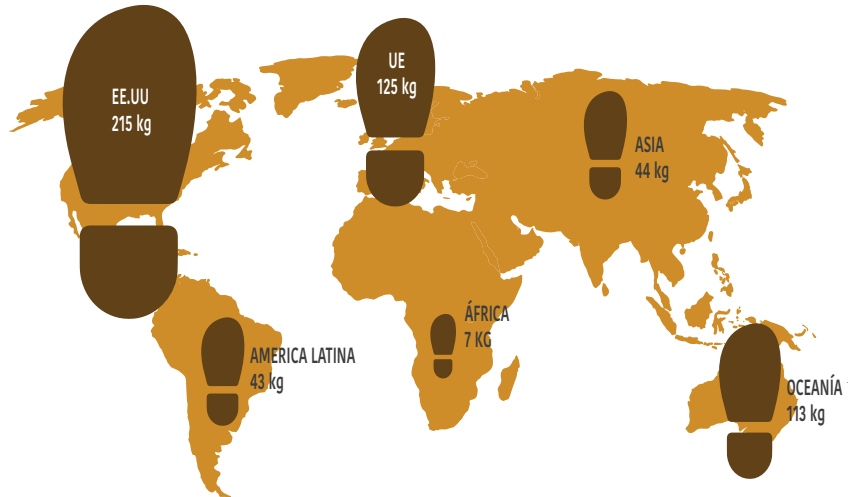 EE.UU
215 kg
UE
125 kg
ASIA
44 kg
ÁFRICA
7 KG
AMERICA LATINA
43 kg
OCEANÍA
113 kg